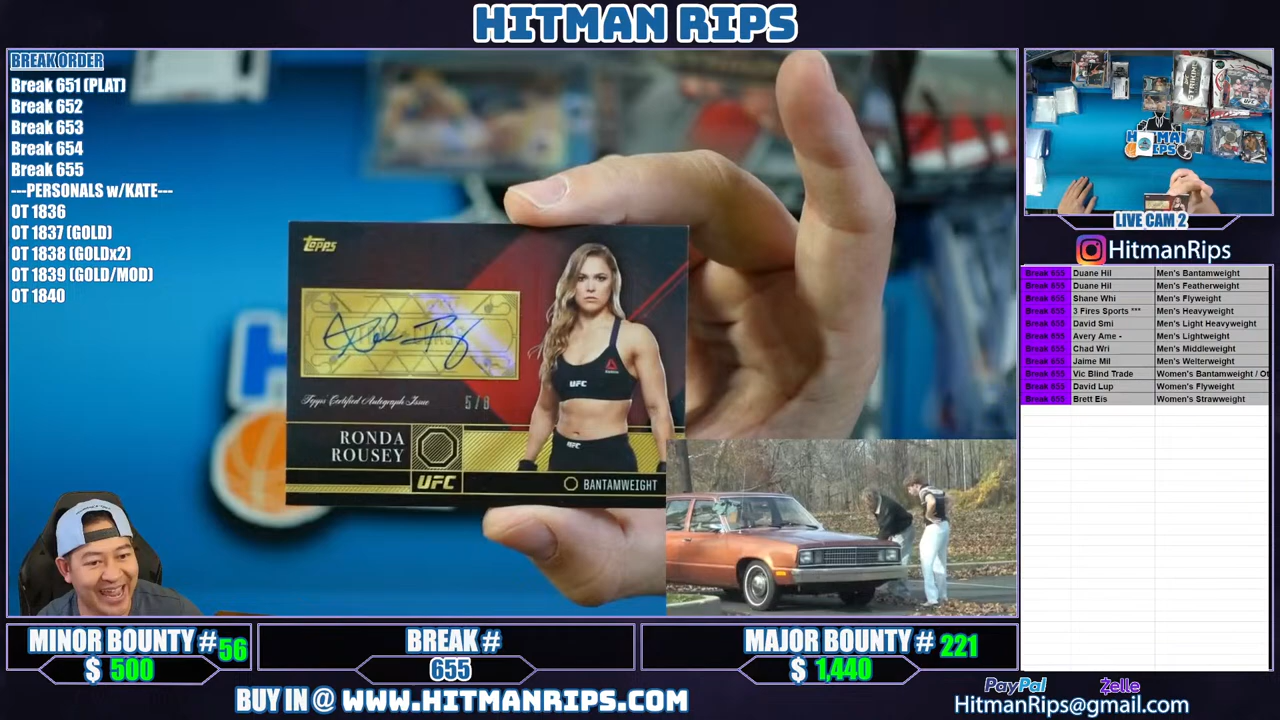 HITMAN RIPS
BREAK ORDER
Break 651 (PLAT)
Break 652
Break 653
Break 654
Break 655
---PERSONALS w/KATE---
OT 1836
OT 1837 (GOLD)
OT 1838 (GOLDx2)
OT 1839 (GOLD/MOD)
OT 1840
Topps
Topps Certified Autograph Issue
5/8
RONDA
ROUSEY
UFC
BANTAMWEIGHT
UFC
LIVE CAM 2
HitmanRips
Break 655 Duane Hil Men's Bantamweight
Break 655 Duane Hil Men's Featherweight
Break 655 Shane Whi Men's Flyweight
Break 655 3 Fires Sports *** Men's Heavyweight
Break 655 David Smi Men's Light Heavyweight
Break 655 Avery Ame - Men's Lightweight
Break 655 Chad Wri Men's Middleweight
Break 655 Jaime Mil Men's Welterweight
Break 655 Vic Blind Trade Women's Bantamweight / Ot
Break 655 David Lup Women's Flyweight
Break 655 Brett Eis Women's Strawweight
MINOR BOUNTY # 56
$ 500
BREAK #
655
MAJOR BOUNTY # 221
$ 1,440
BUY IN @ WWW.HITMANRIPS.COM
PayPal Zelle
HitmanRips@gmail.com